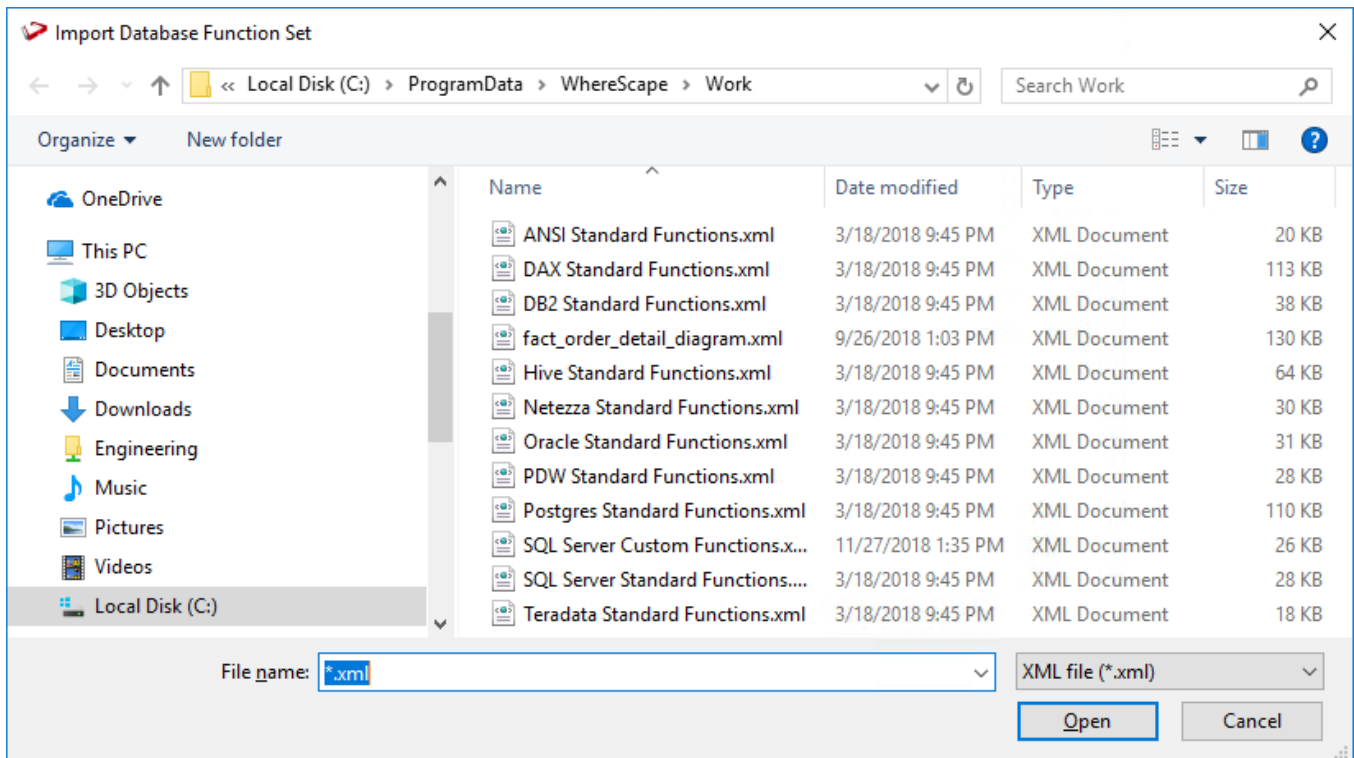 Import Database Function Set
« Local Disk (C:) > ProgramData > WhereScape > Work
Search Work
Organize New folder
?
Name Date modified Type Size
OneDrive
This PC
3D Objects
Desktop
Documents
Downloads
Engineering
Music
Pictures
Videos
Local Disk (C:)
ANSI Standard Functions.xml 3/18/2018 9:45 PM XML Document 20 KB
DAX Standard Functions.xml 3/18/2018 9:45 PM XML Document 113 KB
DB2 Standard Functions.xml 3/18/2018 9:45 PM XML Document 38 KB
fact_order_detail_diagram.xml 9/26/2018 1:03 PM XML Document 130 KB
Hive Standard Functions.xml 3/18/2018 9:45 PM XML Document 64 KB
Netezza Standard Functions.xml 3/18/2018 9:45 PM XML Document 30 KB
Oracle Standard Functions.xml 3/18/2018 9:45 PM XML Document 31 KB
PDW Standard Functions.xml 3/18/2018 9:45 PM XML Document 28 KB
Postgres Standard Functions.xml 3/18/2018 9:45 PM XML Document 110 KB
SQL Server Custom Functions.x... 11/27/2018 1:35 PM XML Document 26 KB
SQL Server Standard Functions.... 3/18/2018 9:45 PM XML Document 28 KB
Teradata Standard Functions.xml 3/18/2018 9:45 PM XML Document 18 KB
File name: *.xml XML file (*.xml)
Open Cancel